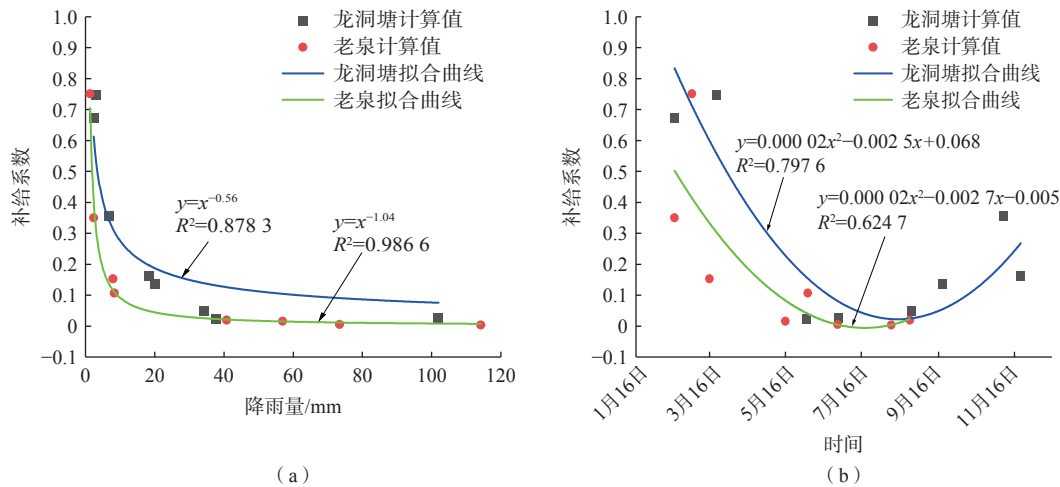 1.0
0.9
0.8
0.7
0.6
0.5
0.4
0.3
0.2
0.1
0
−0.1
补给系数
龙洞塘计算值
老泉计算值
龙洞塘拟合曲线
老泉拟合曲线
y=x^−0.56
R²=0.878 3
y=x^−1.04
R²=0.986 6
0 20 40 60 80 100 120
降雨量/mm
（a）
1.0
0.9
0.8
0.7
0.6
0.5
0.4
0.3
0.2
0.1
0
−0.1
补给系数
龙洞塘计算值
老泉计算值
龙洞塘拟合曲线
老泉拟合曲线
y=0.000 02x²−0.002 5x+0.068
R²=0.797 6
y=0.000 02x²−0.002 7x−0.005
R²=0.624 7
1月16日 3月16日 5月16日 7月16日 9月16日 11月16日
时间
（b）